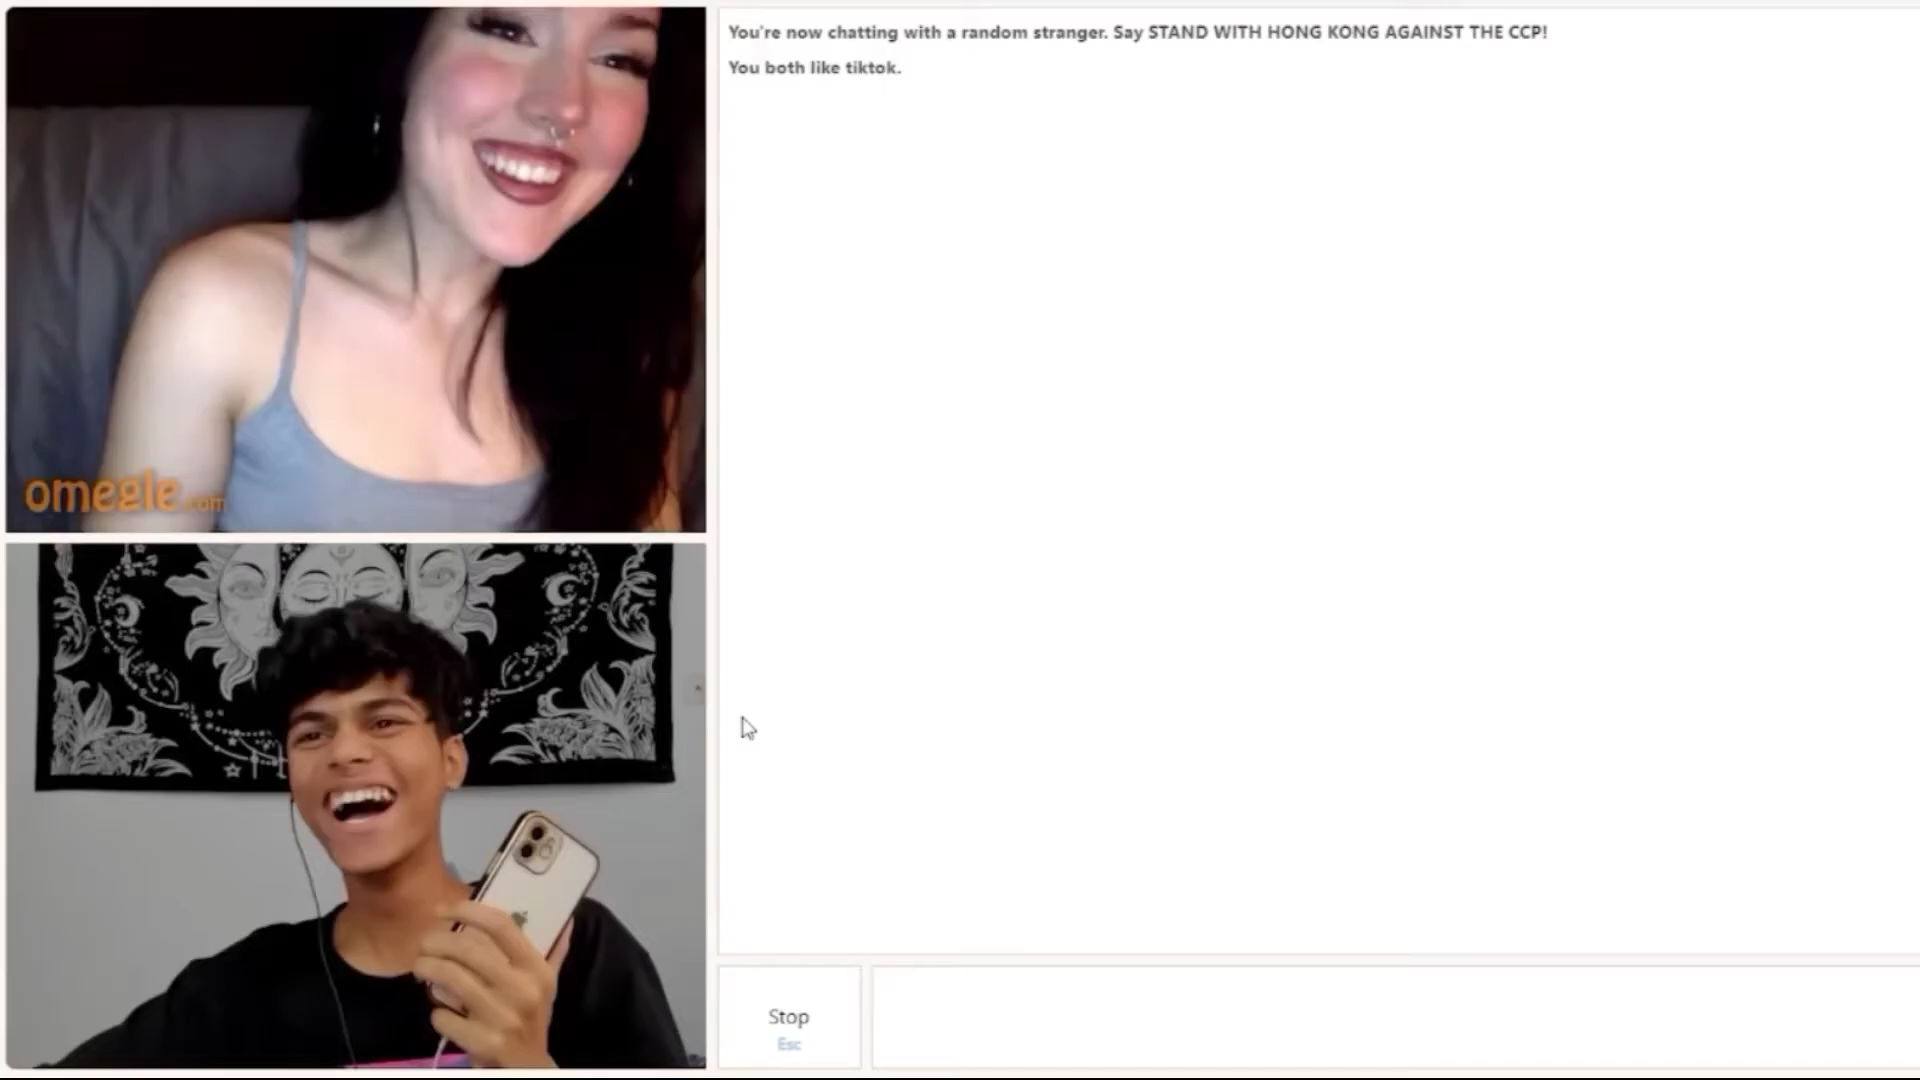 You're now chatting with a random stranger. Say STAND WITH HONG KONG AGAINST THE CCP!
You both like tiktok.
omegle.com
Stop
Esc